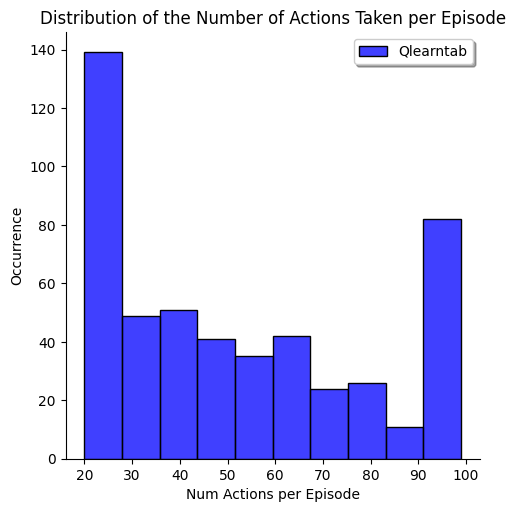 Distribution of the Number of Actions Taken per Episode
Qlearntab
140
120
100
80
60
40
20
0
Occurrence
20 30 40 50 60 70 80 90 100
Num Actions per Episode